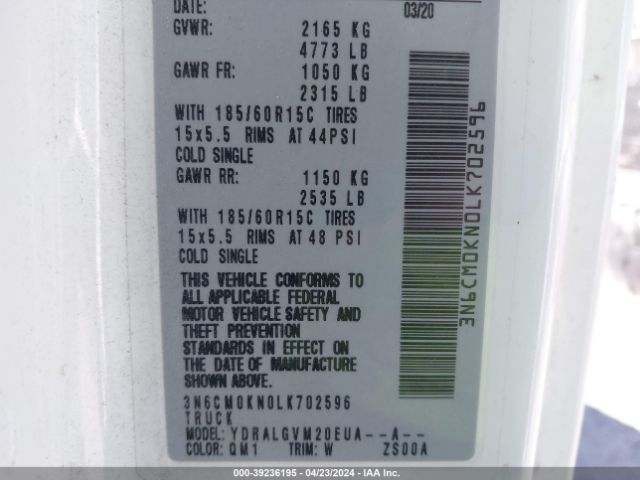 DATE: 03/20
GVWR: 2165 KG
4773 LB
GAWR FR: 1050 KG
2315 LB
WITH 185/60R15C TIRES
15x5.5 RIMS AT 44PSI
COLD SINGLE
GAWR RR: 1150 KG
2535 LB
WITH 185/60R15C TIRES
15x5.5 RIMS AT 48 PSI
COLD SINGLE
THIS VEHICLE CONFORMS TO
ALL APPLICABLE FEDERAL
MOTOR VEHICLE SAFETY AND
THEFT PREVENTION
STANDARDS IN EFFECT ON
THE DATE OF MANUFACTURE
SHOWN ABOVE.
3N6CM0KN0LK702596
TRUCK
MODEL: YDRALGVM20EUA--A--
COLOR: QM1 TRIM: W ZS00A
3N6CM0KN0LK702596
000-39236195 - 04/23/2024 - IAA, Inc.